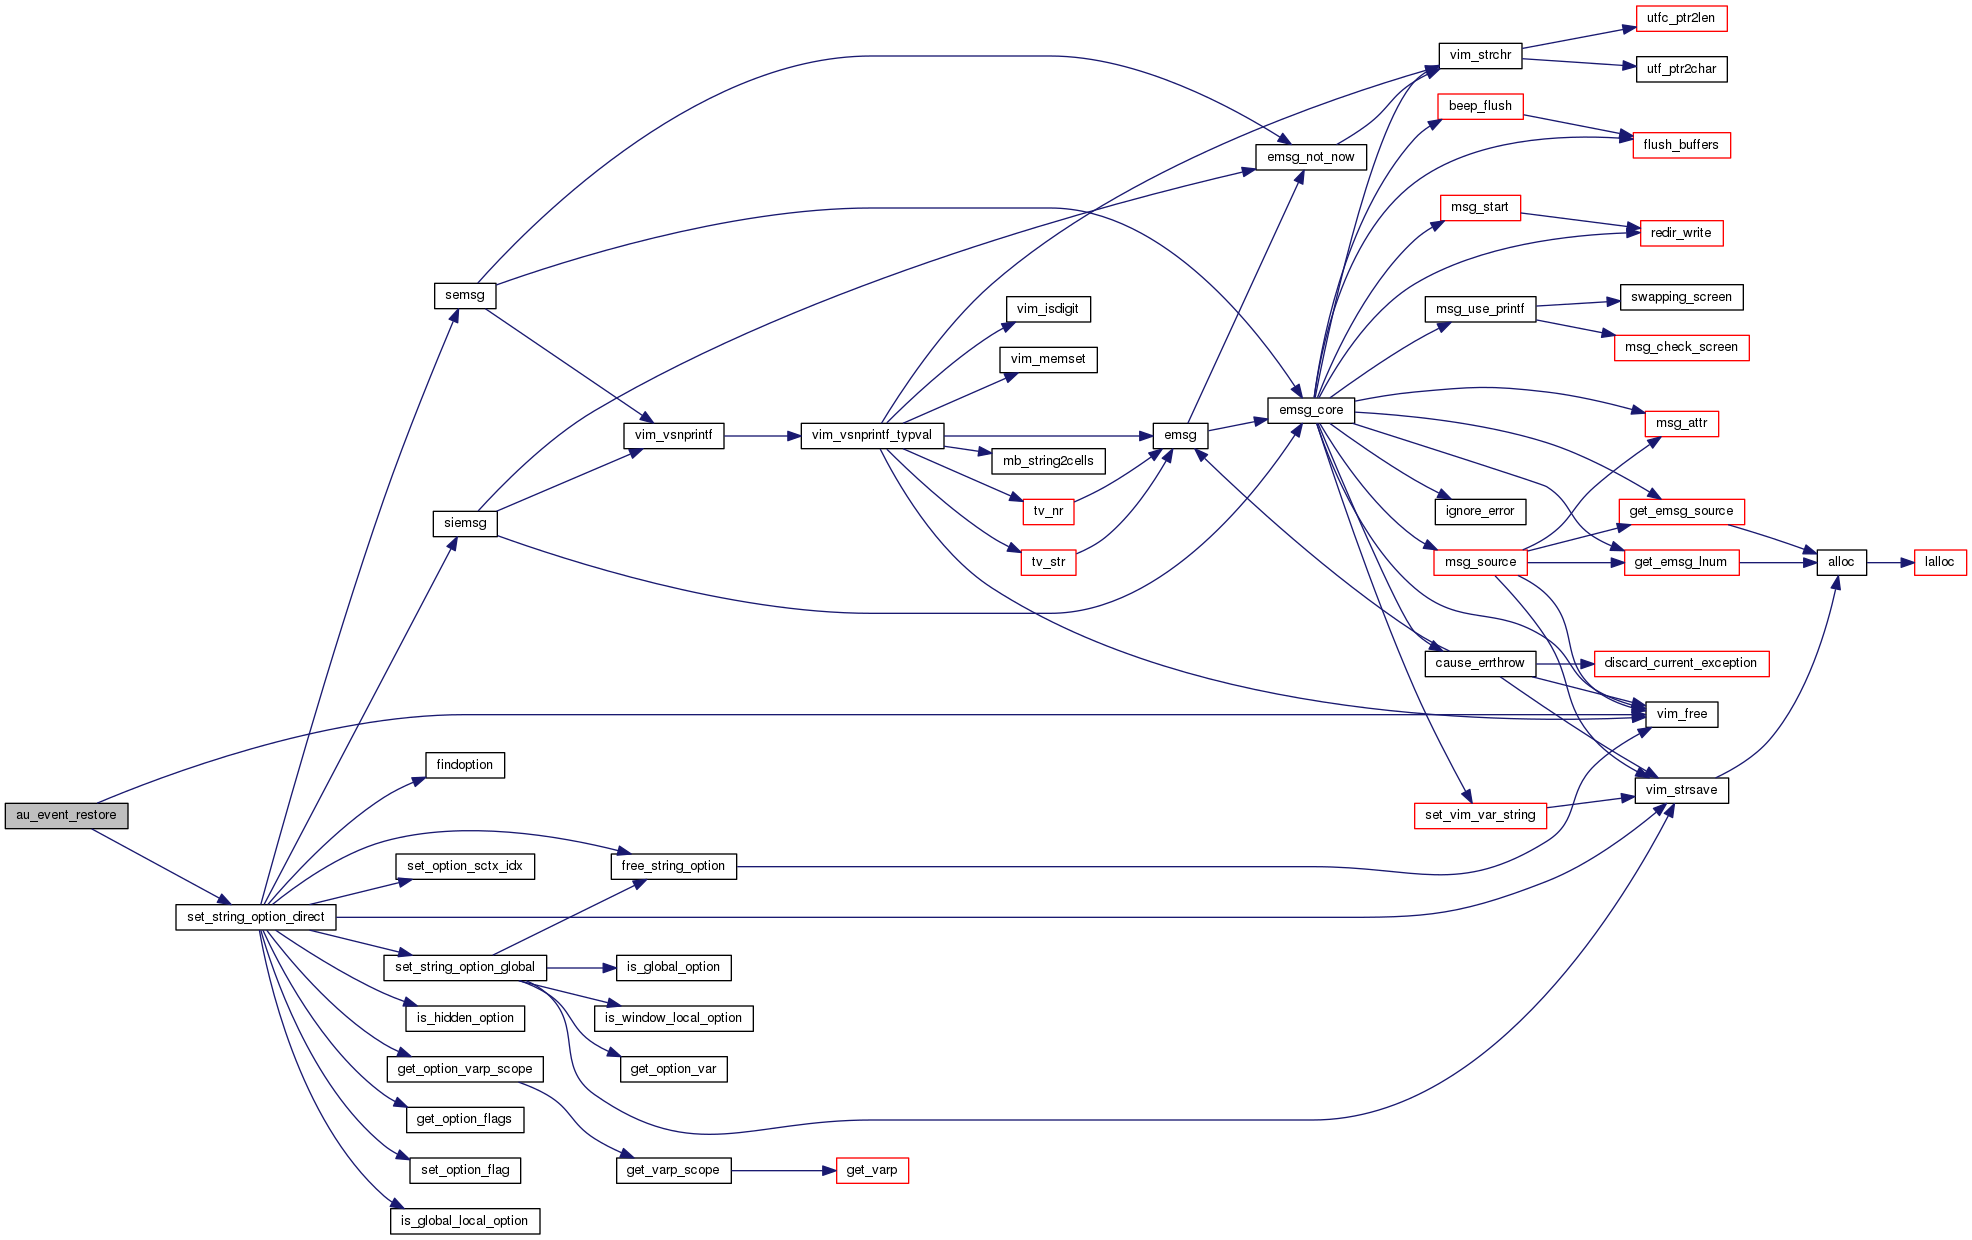 utfc_ptr2len
vim_strchr
utf_ptr2char
beep_flush
flush_buffers
emsg_not_now
msg_start
redir_write
semsg
swapping_screen
vim_isdigit
msg_use_printf
msg_check_screen
vim_memset
emsg_core
msg_attr
vim_vsnprintf
vim_vsnprintf_typval
emsg
mb_string2cells
tv_nr
ignore_error
get_emsg_source
siemsg
tv_str
msg_source
get_emsg_lnum
alloc
lalloc
cause_errthrow
discard_current_exception
vim_free
findoption
vim_strsave
au_event_restore
set_vim_var_string
set_option_sctx_idx
free_string_option
set_string_option_direct
set_string_option_global
is_global_option
is_hidden_option
is_window_local_option
get_option_varp_scope
get_option_var
get_option_flags
set_option_flag
get_varp_scope
get_varp
is_global_local_option